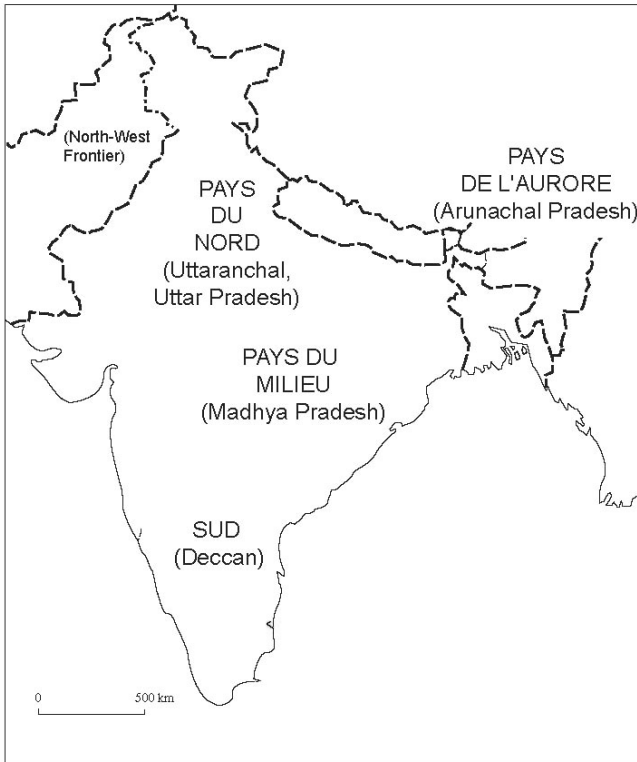 (North-West
Frontier)
PAYS
DE L'AURORE
(Arunachal Pradesh)
PAYS
DU
NORD
(Uttaranchal,
Uttar Pradesh)
PAYS DU
MILIEU
(Madhya Pradesh)
SUD
(Deccan)
0 500 km